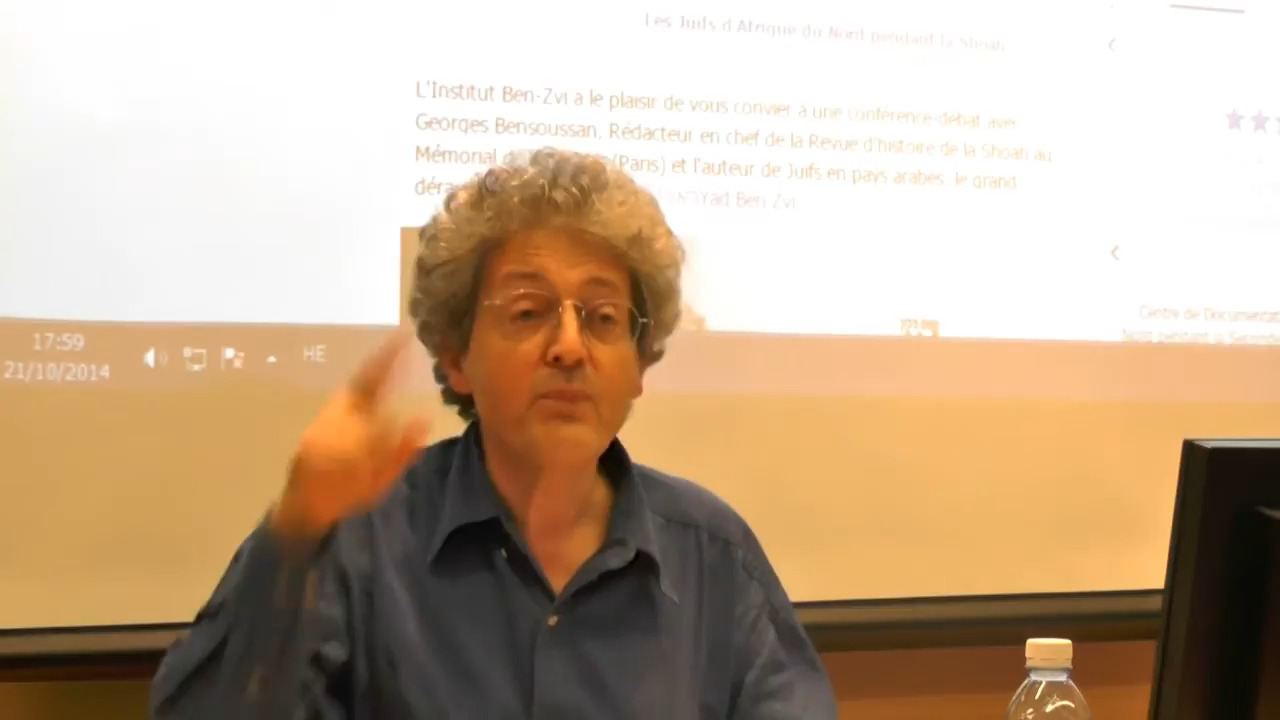 Les Juifs d'Afrique du Nord pendant la Shoah
L'Institut Ben-Zvi a le plaisir de vous convier à une conférence-débat avec
Georges Bensoussan, Rédacteur en chef de la Revue d'histoire de la Shoah au
Mémorial (Paris) et l'auteur de Juifs en pays arabes, le grand
Yad Ben Zvi
Centre de
17:59
21/10/2014
HE